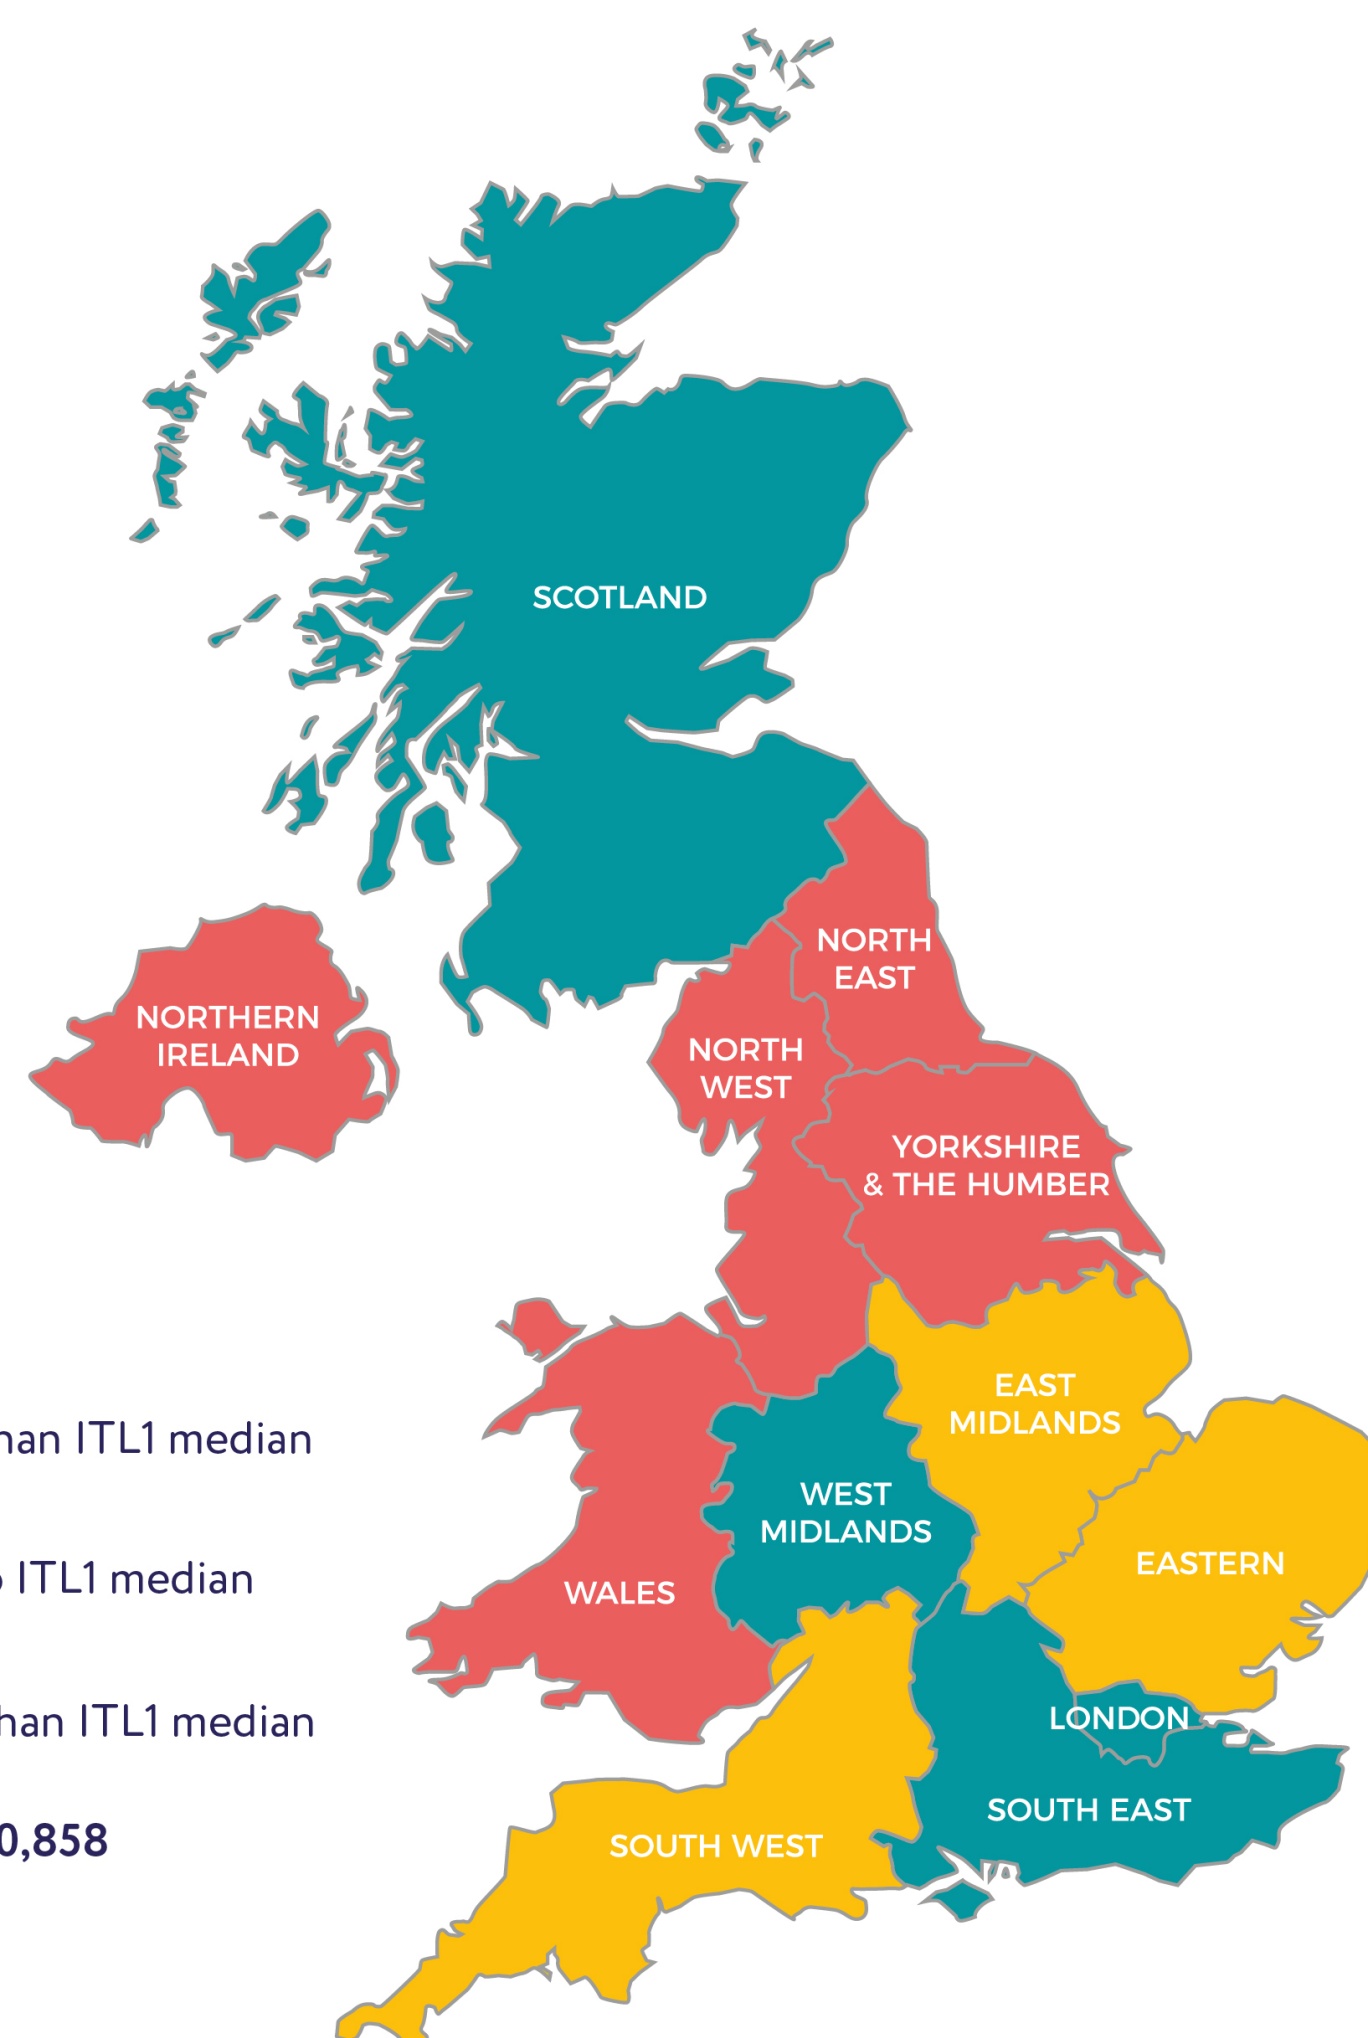 SCOTLAND
NORTH
EAST
NORTHERN
IRELAND
NORTH
WEST
YORKSHIRE
& THE HUMBER
EAST
MIDLANDS
han ITL1 median
WEST
MIDLANDS
EASTERN
ITL1 median
WALES
han ITL1 median
LONDON
SOUTH EAST
0,858
SOUTH WEST